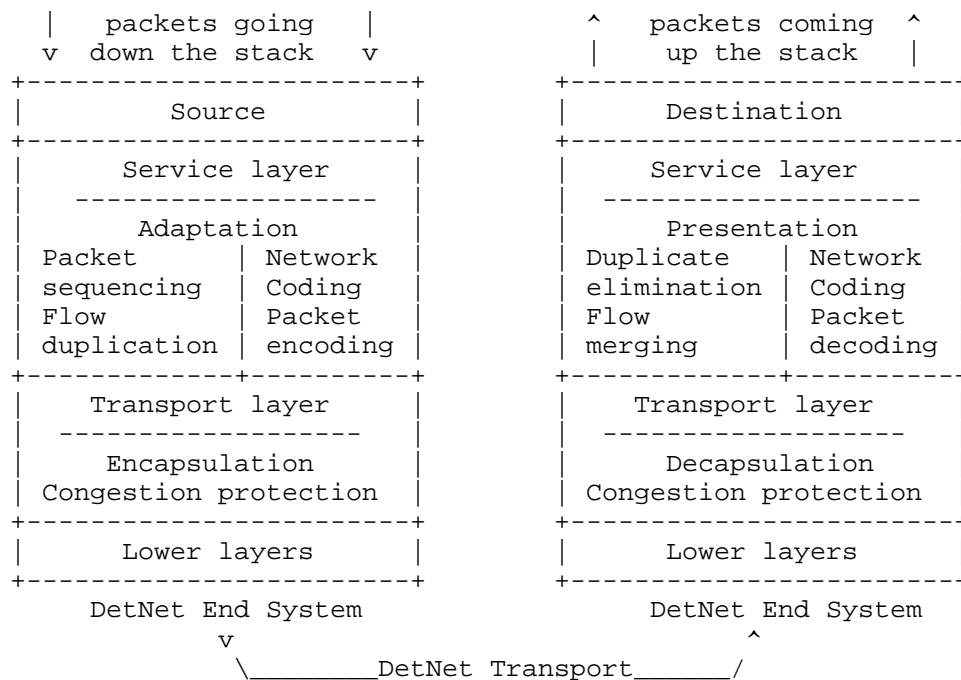 |  packets going  |              ^  packets coming  ^
v  down the stack  v              |  up the stack  |
Source              Destination
Service layer              Service layer
Adaptation              Presentation
Packet | Network              Duplicate | Network
sequencing | Coding              elimination | Coding
Flow | Packet              Flow | Packet
duplication | encoding              merging | decoding
Transport layer              Transport layer
Encapsulation              Decapsulation
Congestion protection              Congestion protection
Lower layers              Lower layers
DetNet End System              DetNet End System
v              ^
\________DetNet Transport______/